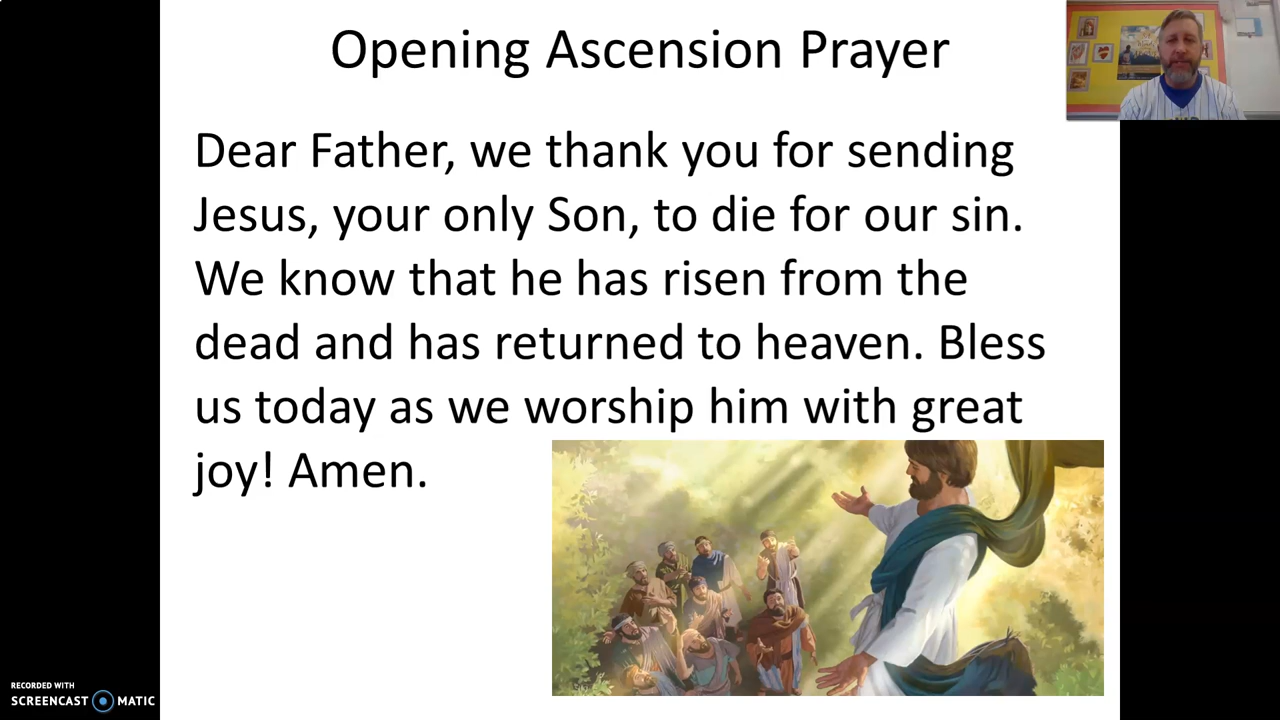 Opening Ascension Prayer
Dear Father, we thank you for sending
Jesus, your only Son, to die for our sin.
We know that he has risen from the
dead and has returned to heaven. Bless
us today as we worship him with great
joy! Amen.
RECORDED WITH
SCREENCAST MATIC